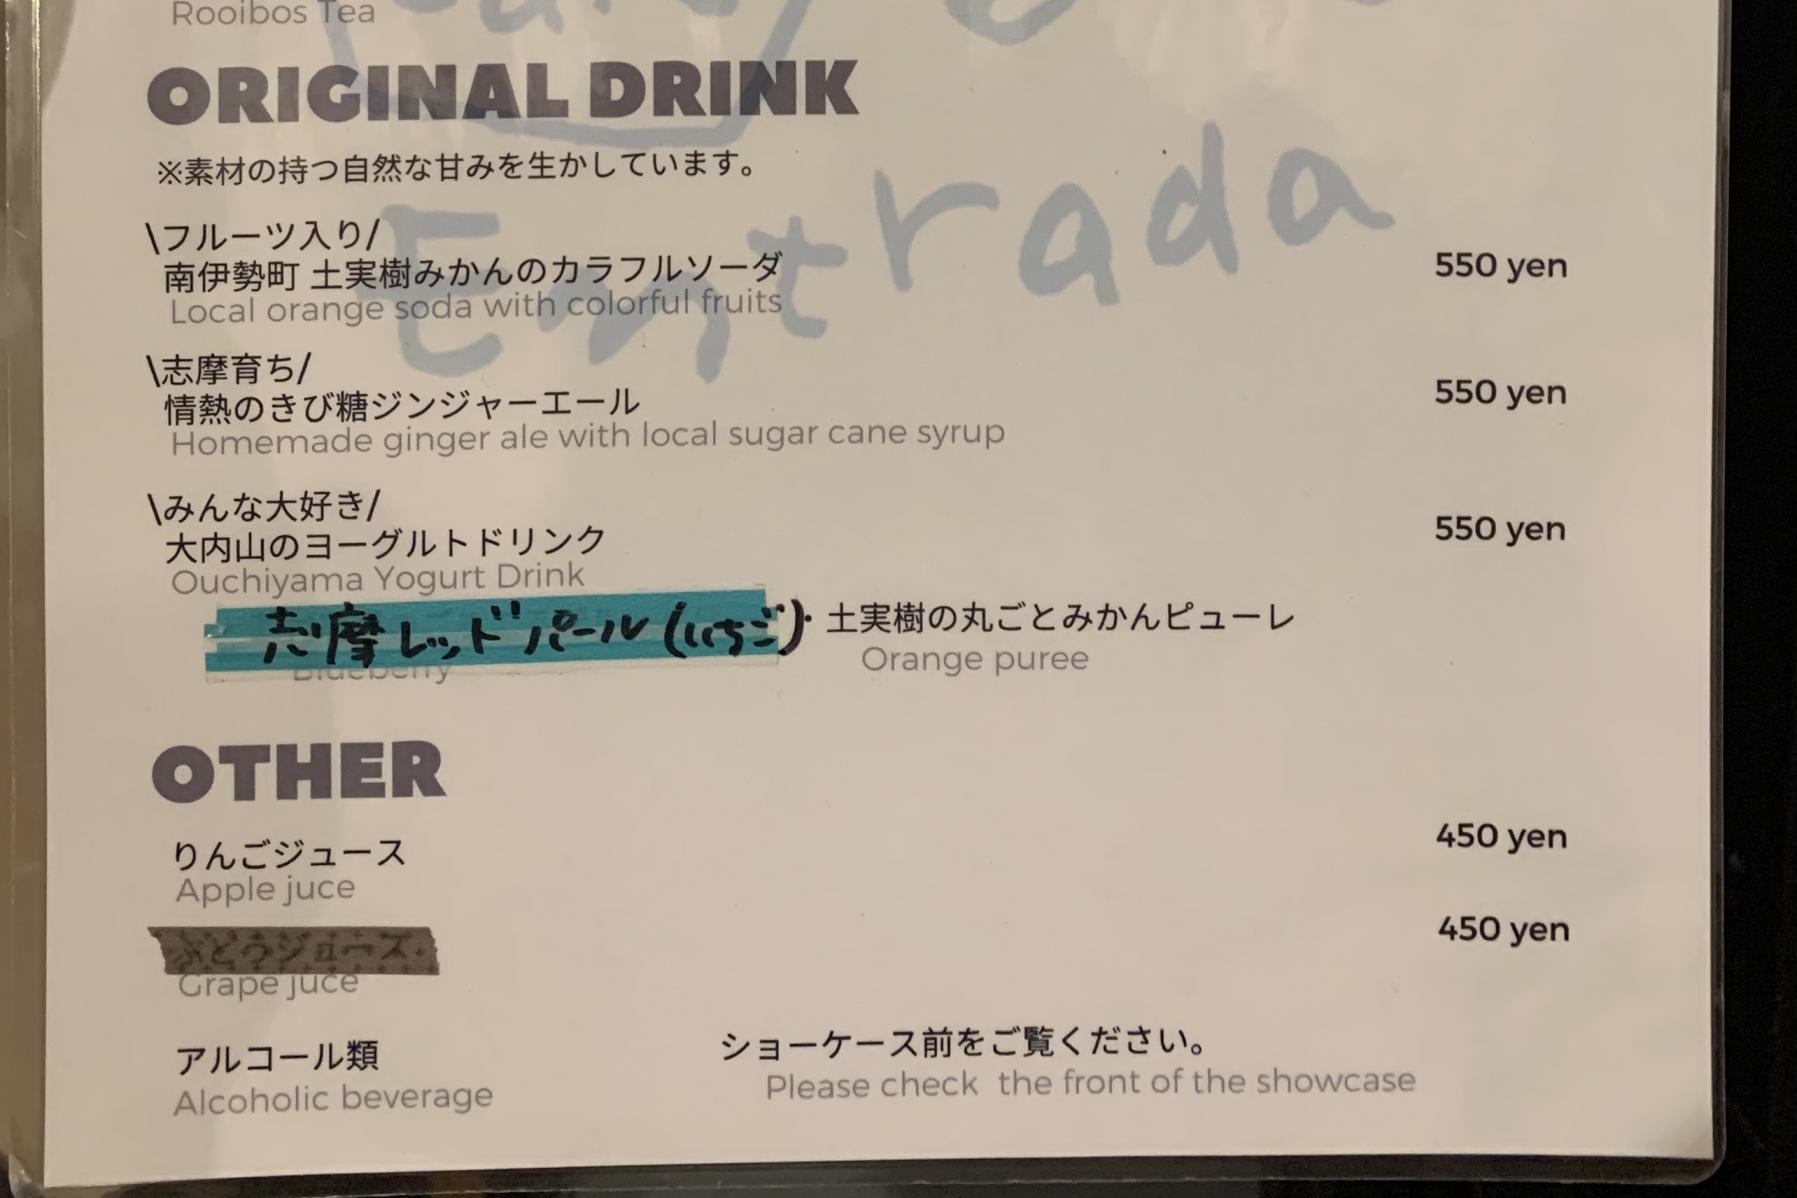 Rooibos Tea
ORIGINAL DRINK
※素材の持つ自然な甘みを生かしています。
Estrada
\フルーツ入り/
南伊勢町 土実樹みかんのカラフルソーダ 550 yen
Local orange soda with colorful fruits
\志摩育ち/
情熱のきび糖ジンジャーエール 550 yen
Homemade ginger ale with local sugar cane syrup
\みんな大好き/
大内山のヨーグルトドリンク 550 yen
Ouchiyama Yogurt Drink
志摩レッドパール(いちご)・土実樹の丸ごとみかんピューレ
Blueberry Orange puree
OTHER
りんごジュース 450 yen
Apple juce
ぶどうジュース 450 yen
Grape juce
アルコール類 ショーケース前をご覧ください。
Alcoholic beverage Please check the front of the showcase